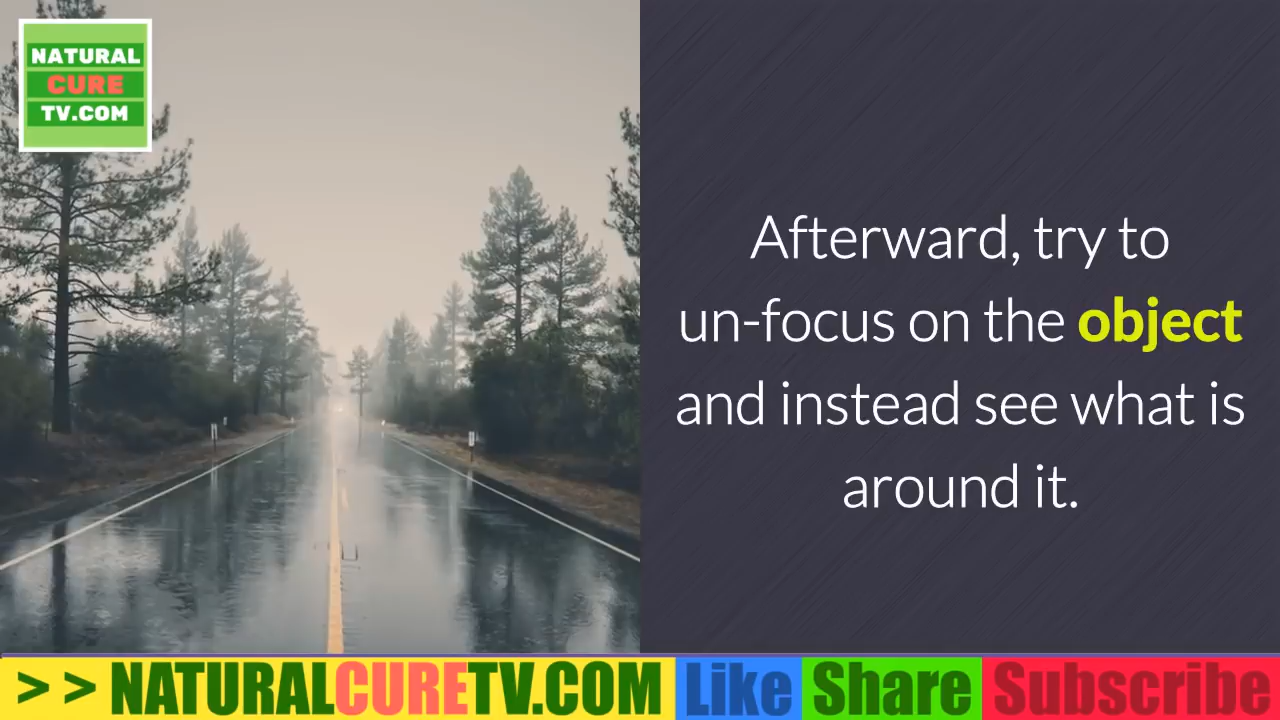 NATURAL
CURE
TV.COM
Afterward, try to
un-focus on the object
and instead see what is
around it.
> > NATURALCURETV.COM Like Share Subscribe